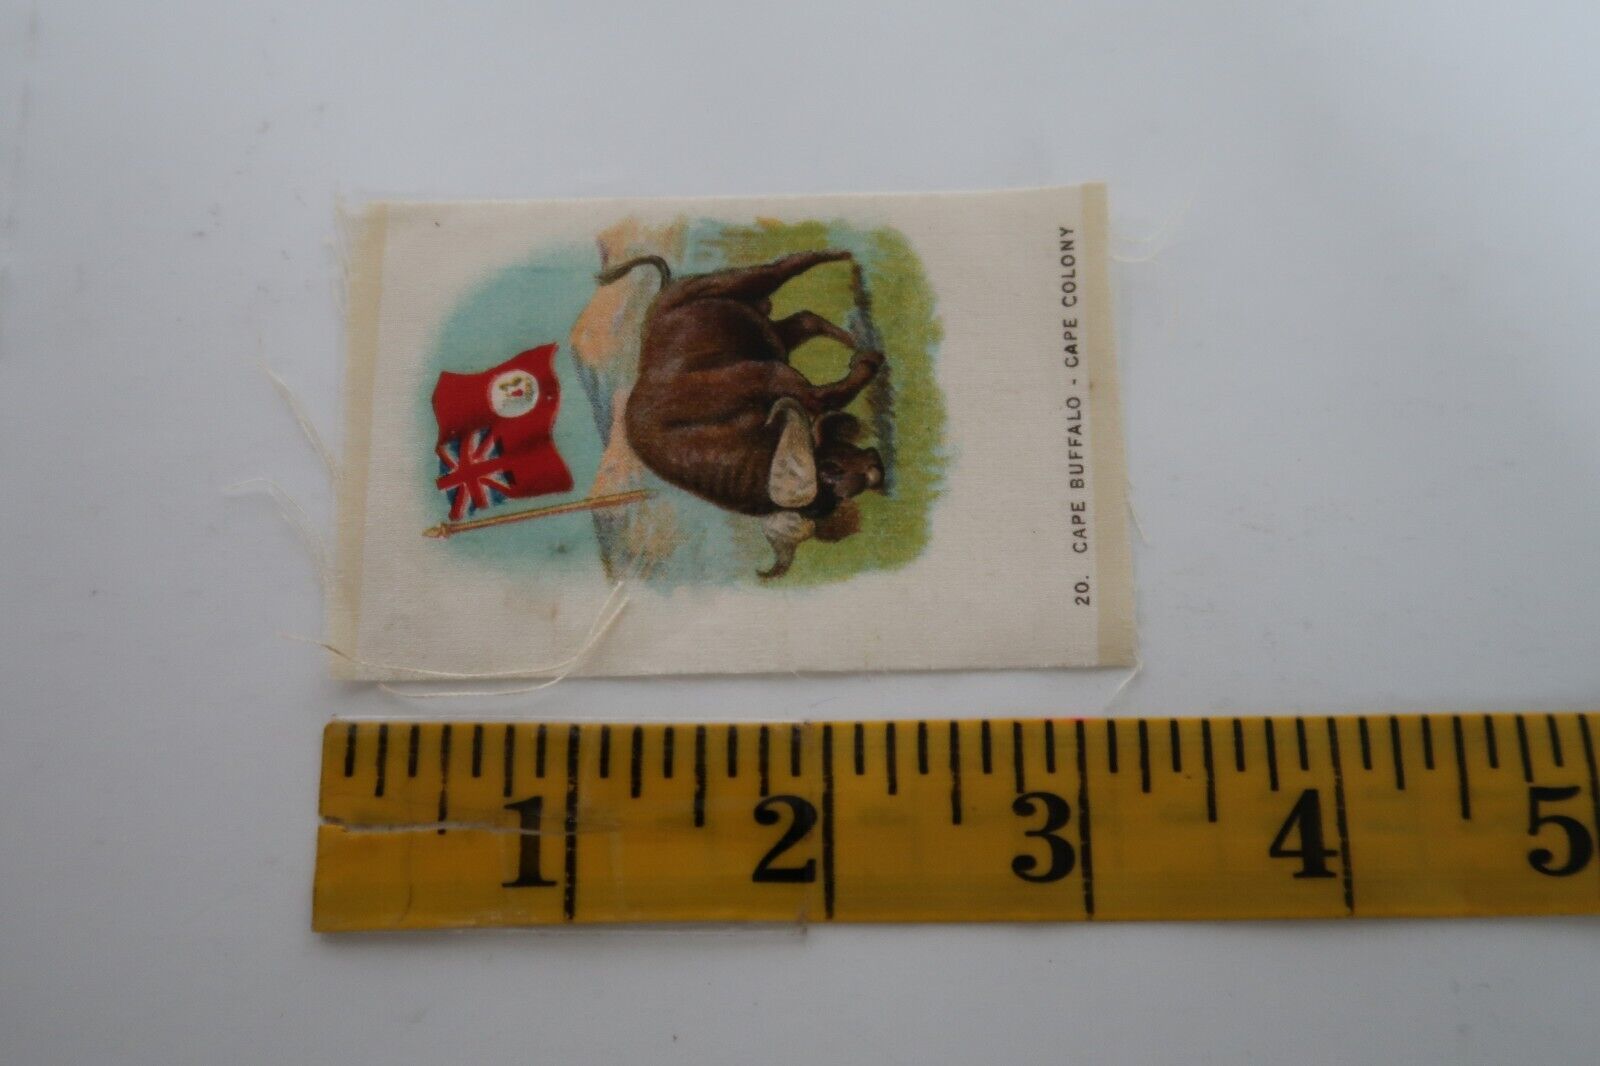 20. CAPE BUFFALO - CAPE COLONY
1 2 3 4 5